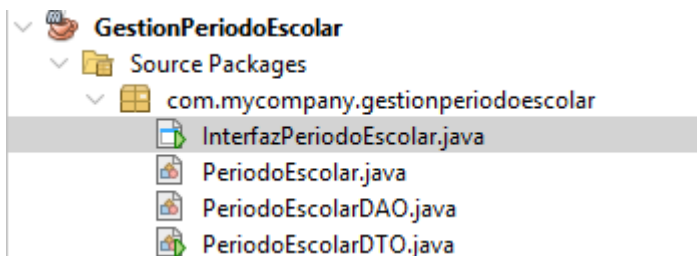 GestionPeriodoEscolar
Source Packages
com.mycompany.gestionperiodoescolar
InterfazPeriodoEscolar.java
PeriodoEscolar.java
PeriodoEscolarDAO.java
PeriodoEscolarDTO.java